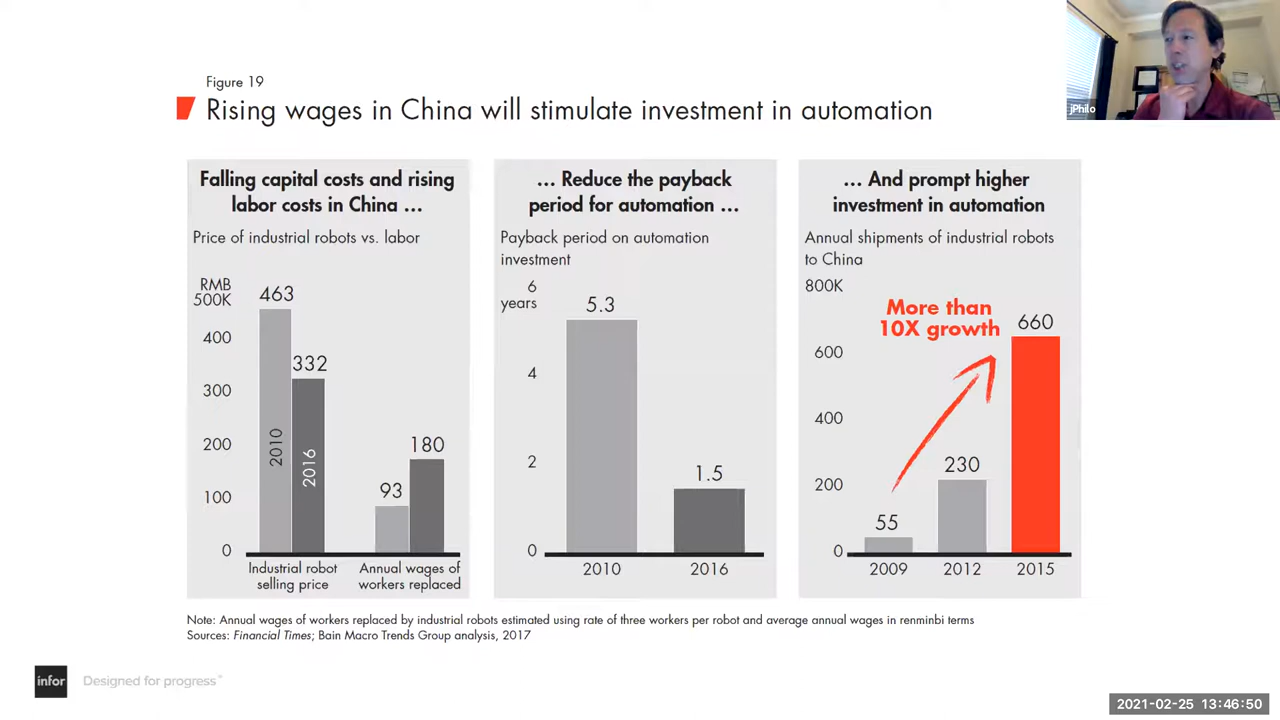 jPhilo
Figure 19
Rising wages in China will stimulate investment in automation
Falling capital costs and rising
labor costs in China …
Price of industrial robots vs. labor
RMB
500K
400
300
200
100
0
463
332
2010
2016
93
180
Industrial robot
selling price
Annual wages of
workers replaced
… Reduce the payback
period for automation …
Payback period on automation
investment
6
years
4
2
0
5.3
1.5
2010
2016
… And prompt higher
investment in automation
Annual shipments of industrial robots
to China
800K
600
400
200
0
More than
10X growth
55
230
660
2009
2012
2015
Note: Annual wages of workers replaced by industrial robots estimated using rate of three workers per robot and average annual wages in renminbi terms
Sources: Financial Times; Bain Macro Trends Group analysis, 2017
infor
Designed for progress™
2021-02-25 13:46:50